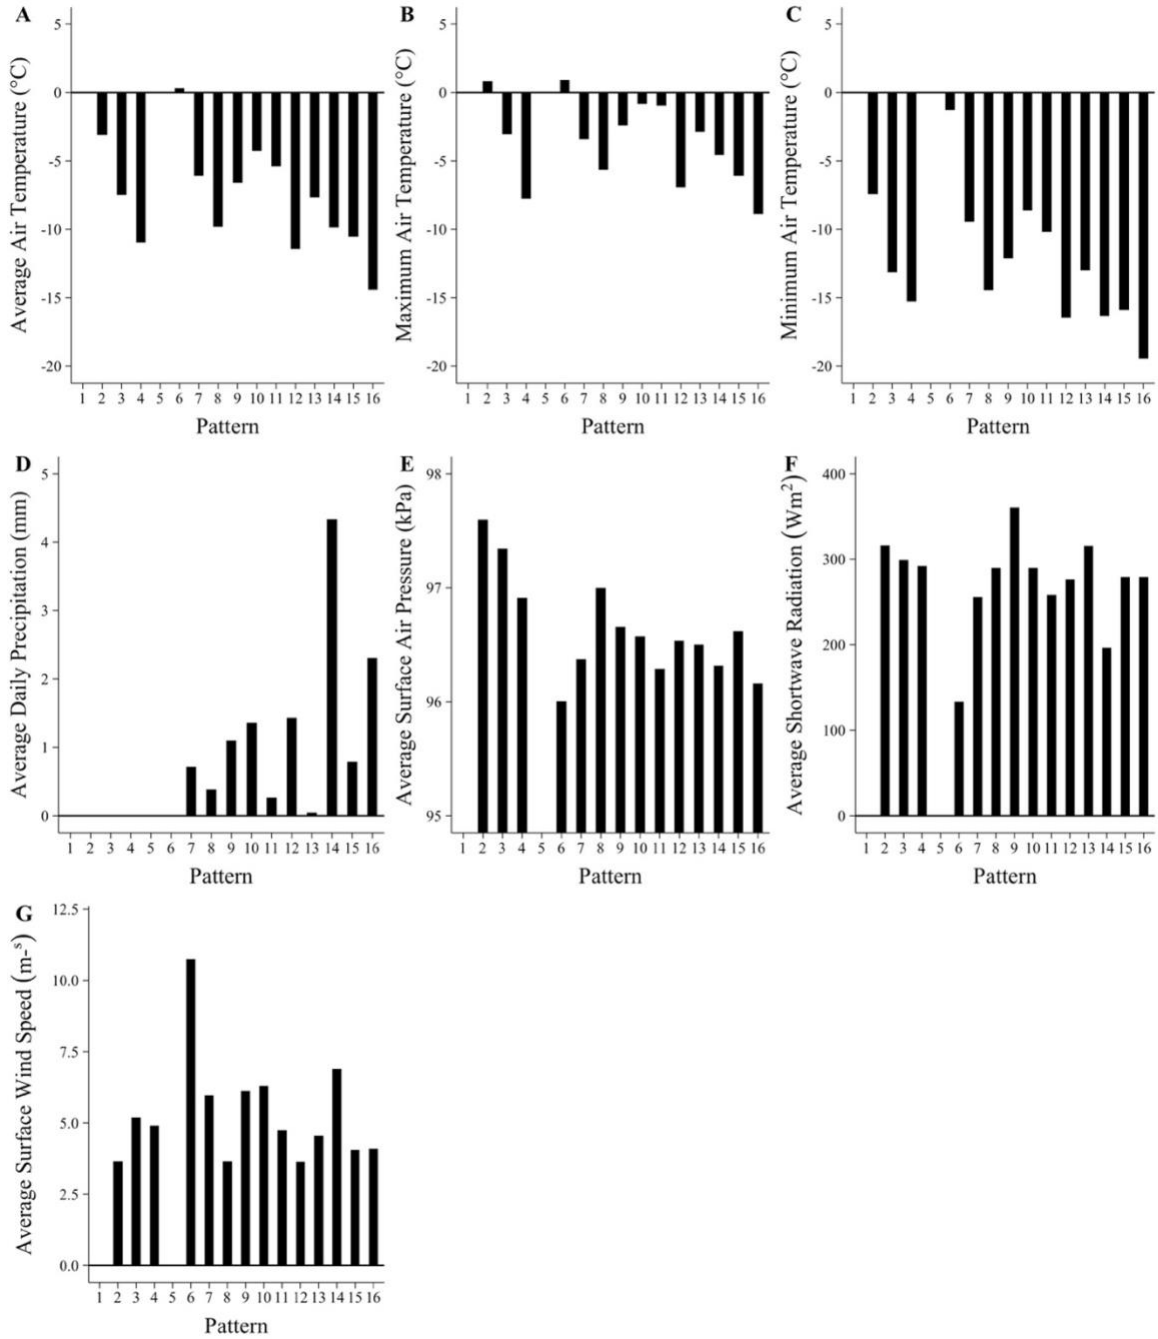 A
Average Air Temperature (°C)
5
0
-5
-10
-15
-20
1 2 3 4 5 6 7 8 9 10 11 12 13 14 15 16
Pattern
B
Maximum Air Temperature (°C)
5
0
-5
-10
-15
-20
1 2 3 4 5 6 7 8 9 10 11 12 13 14 15 16
Pattern
C
Minimum Air Temperature (°C)
5
0
-5
-10
-15
-20
1 2 3 4 5 6 7 8 9 10 11 12 13 14 15 16
Pattern
D
Average Daily Precipitation (mm)
5
4
3
2
1
0
1 2 3 4 5 6 7 8 9 10 11 12 13 14 15 16
Pattern
E
Average Surface Air Pressure (kPa)
98
97
96
95
1 2 3 4 5 6 7 8 9 10 11 12 13 14 15 16
Pattern
F
Average Shortwave Radiation (Wm²)
400
300
200
100
0
1 2 3 4 5 6 7 8 9 10 11 12 13 14 15 16
Pattern
G
Average Surface Wind Speed (m-ˢ)
12.5
10.0
7.5
5.0
2.5
0.0
1 2 3 4 5 6 7 8 9 10 11 12 13 14 15 16
Pattern